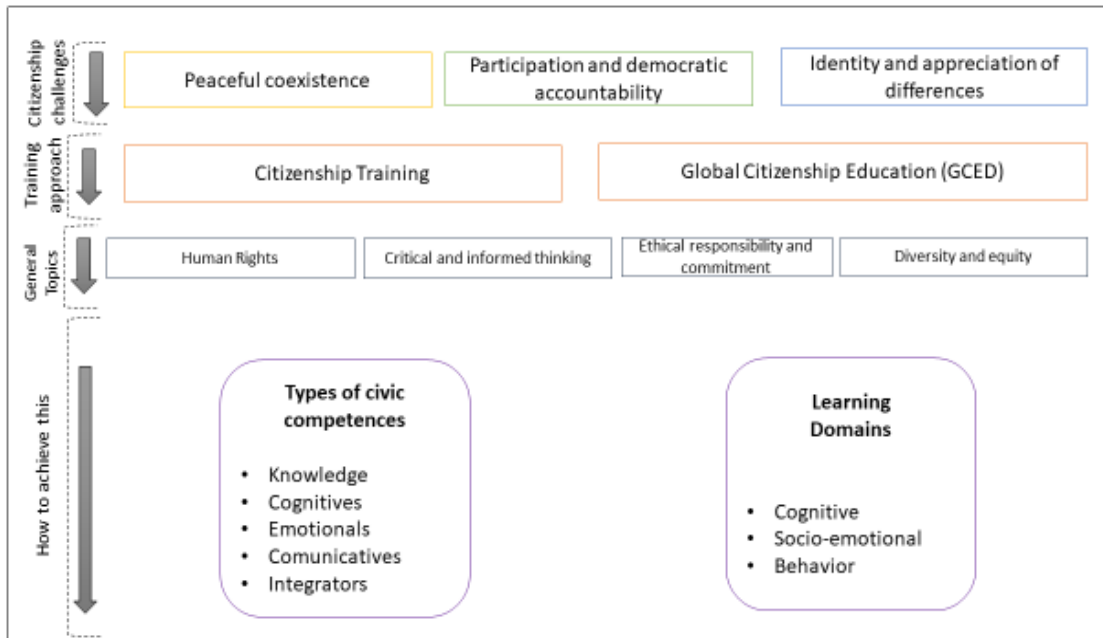 Citizenship
challenges
Peaceful coexistence
Participation and democratic
accountability
Identity and appreciation of
differences
Training
approach
Citizenship Training
Global Citizenship Education (GCED)
General
Topics
Human Rights
Critical and informed thinking
Ethical responsibility and
commitment
Diversity and equity
How to achieve this
Types of civic
competences
• Knowledge
• Cognitives
• Emotionals
• Comunicatives
• Integrators
Learning
Domains
• Cognitive
• Socio-emotional
• Behavior